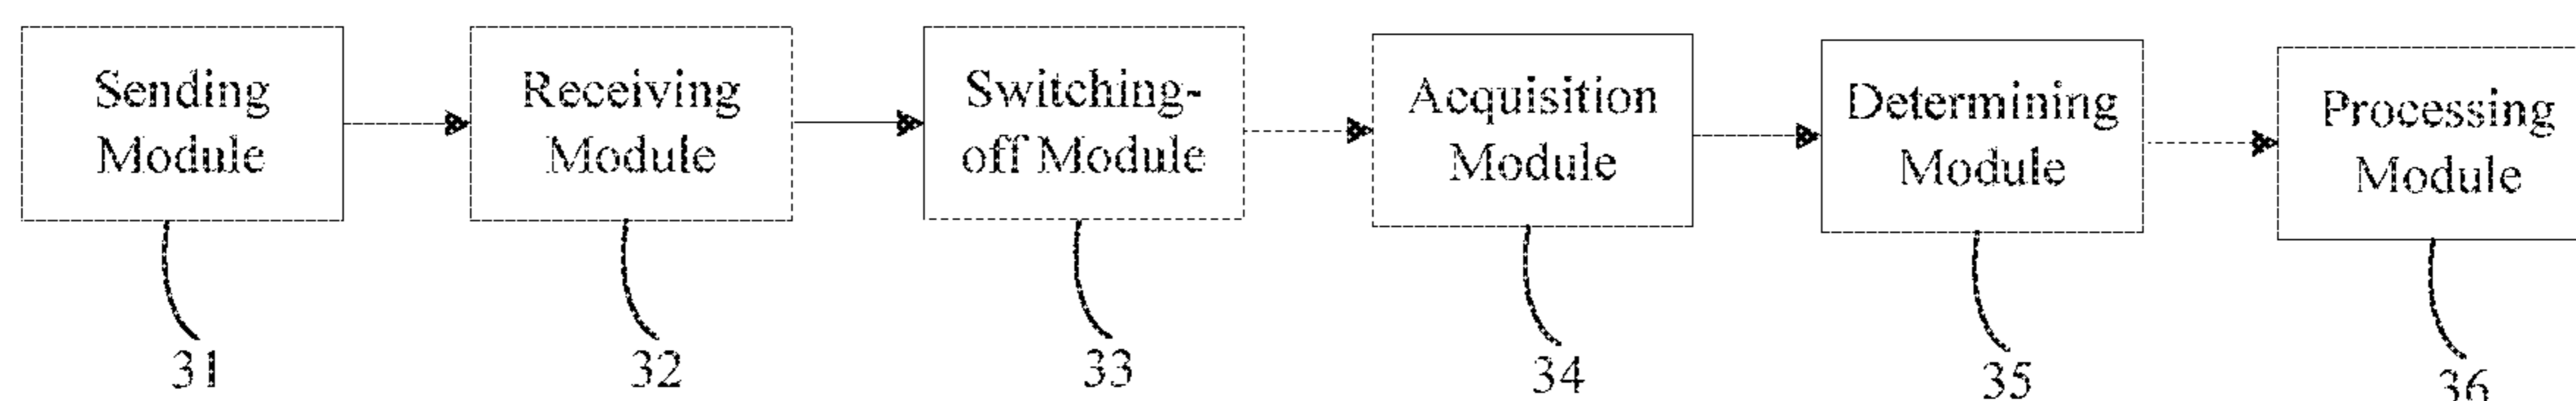 Sending
Module
Receiving
Module
Switching-
off Module
Acquisition
Module
Determining
Module
Processing
Module
31
32
33
34
35
36